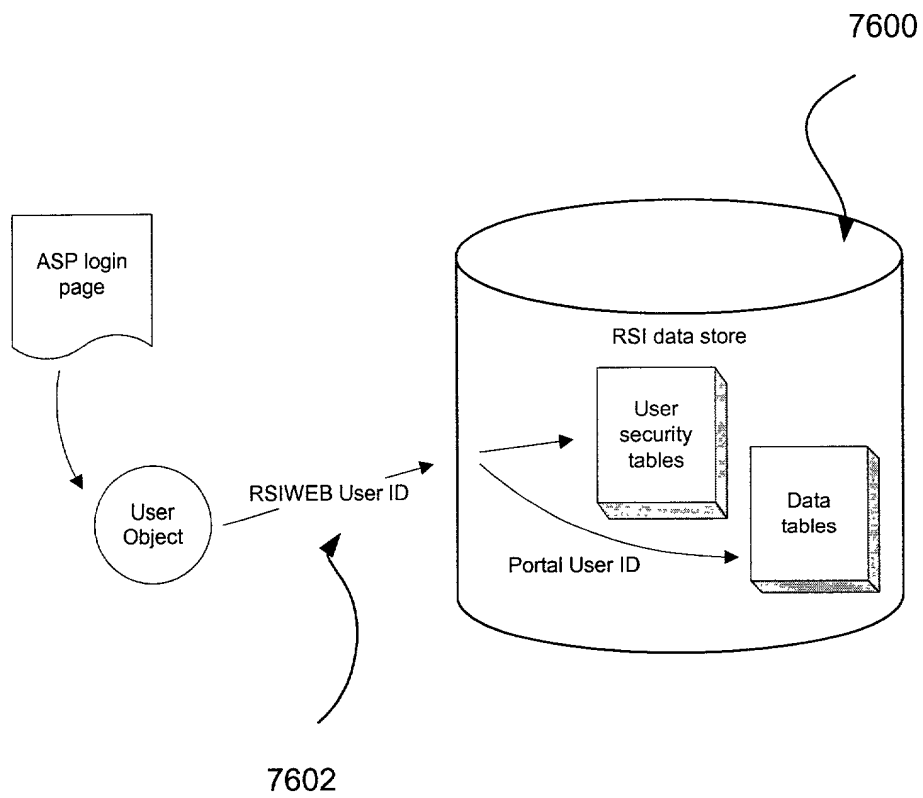 7600
ASP login
page
RSI data store
User
security
tables
Data
tables
RSIWEB User ID
User
Object
Portal User ID
7602